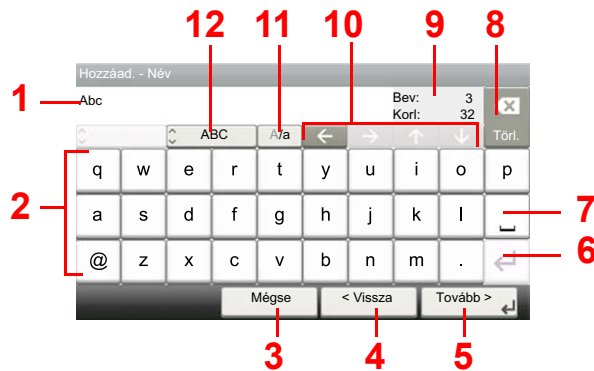 12 11 10 9 8
Hozzáad. - Név
1 Abc Bev: 3
Korl: 32
ABC A/a ← → ↑ ↓ Törl.
2 q w e r t y u i o p
a s d f g h j k l 7
@ z x c v b n m . 6
Mégse < Vissza Tovább >
3 4 5